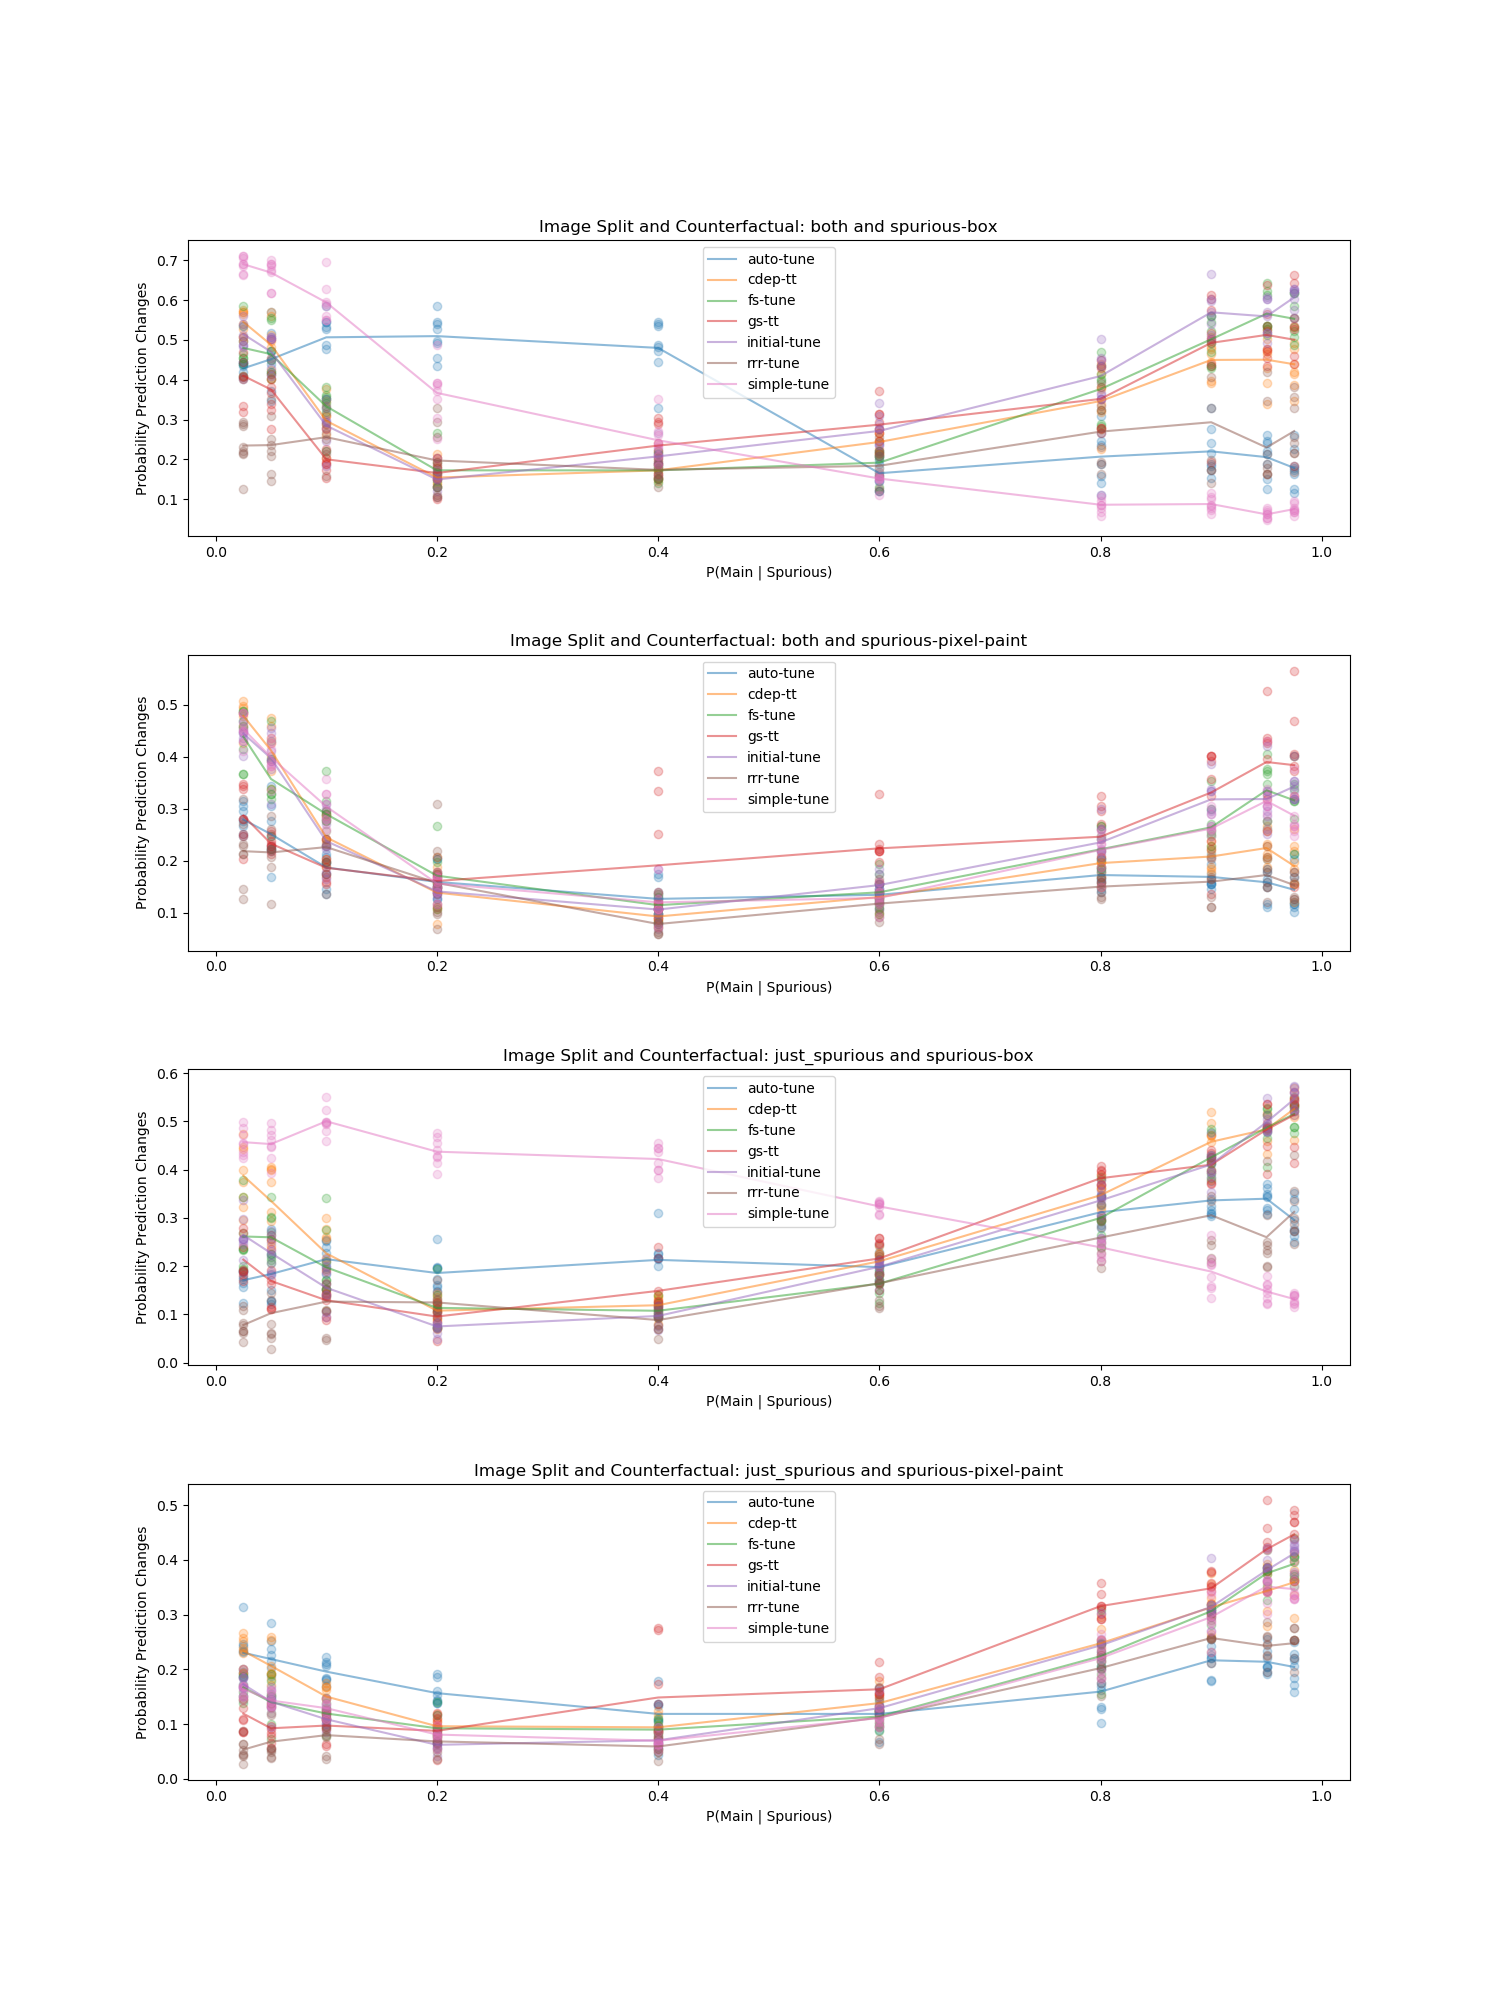 Image Split and Counterfactual: both and spurious-box
Probability Prediction Changes
0.7
0.6
0.5
0.4
0.3
0.2
0.1
auto-tune
cdep-tt
fs-tune
gs-tt
initial-tune
rrr-tune
simple-tune
0.0 0.2 0.4 0.6 0.8 1.0
P(Main | Spurious)
Image Split and Counterfactual: both and spurious-pixel-paint
Probability Prediction Changes
0.5
0.4
0.3
0.2
0.1
auto-tune
cdep-tt
fs-tune
gs-tt
initial-tune
rrr-tune
simple-tune
0.0 0.2 0.4 0.6 0.8 1.0
P(Main | Spurious)
Image Split and Counterfactual: just_spurious and spurious-box
Probability Prediction Changes
0.6
0.5
0.4
0.3
0.2
0.1
0.0
auto-tune
cdep-tt
fs-tune
gs-tt
initial-tune
rrr-tune
simple-tune
0.0 0.2 0.4 0.6 0.8 1.0
P(Main | Spurious)
Image Split and Counterfactual: just_spurious and spurious-pixel-paint
Probability Prediction Changes
0.5
0.4
0.3
0.2
0.1
0.0
auto-tune
cdep-tt
fs-tune
gs-tt
initial-tune
rrr-tune
simple-tune
0.0 0.2 0.4 0.6 0.8 1.0
P(Main | Spurious)